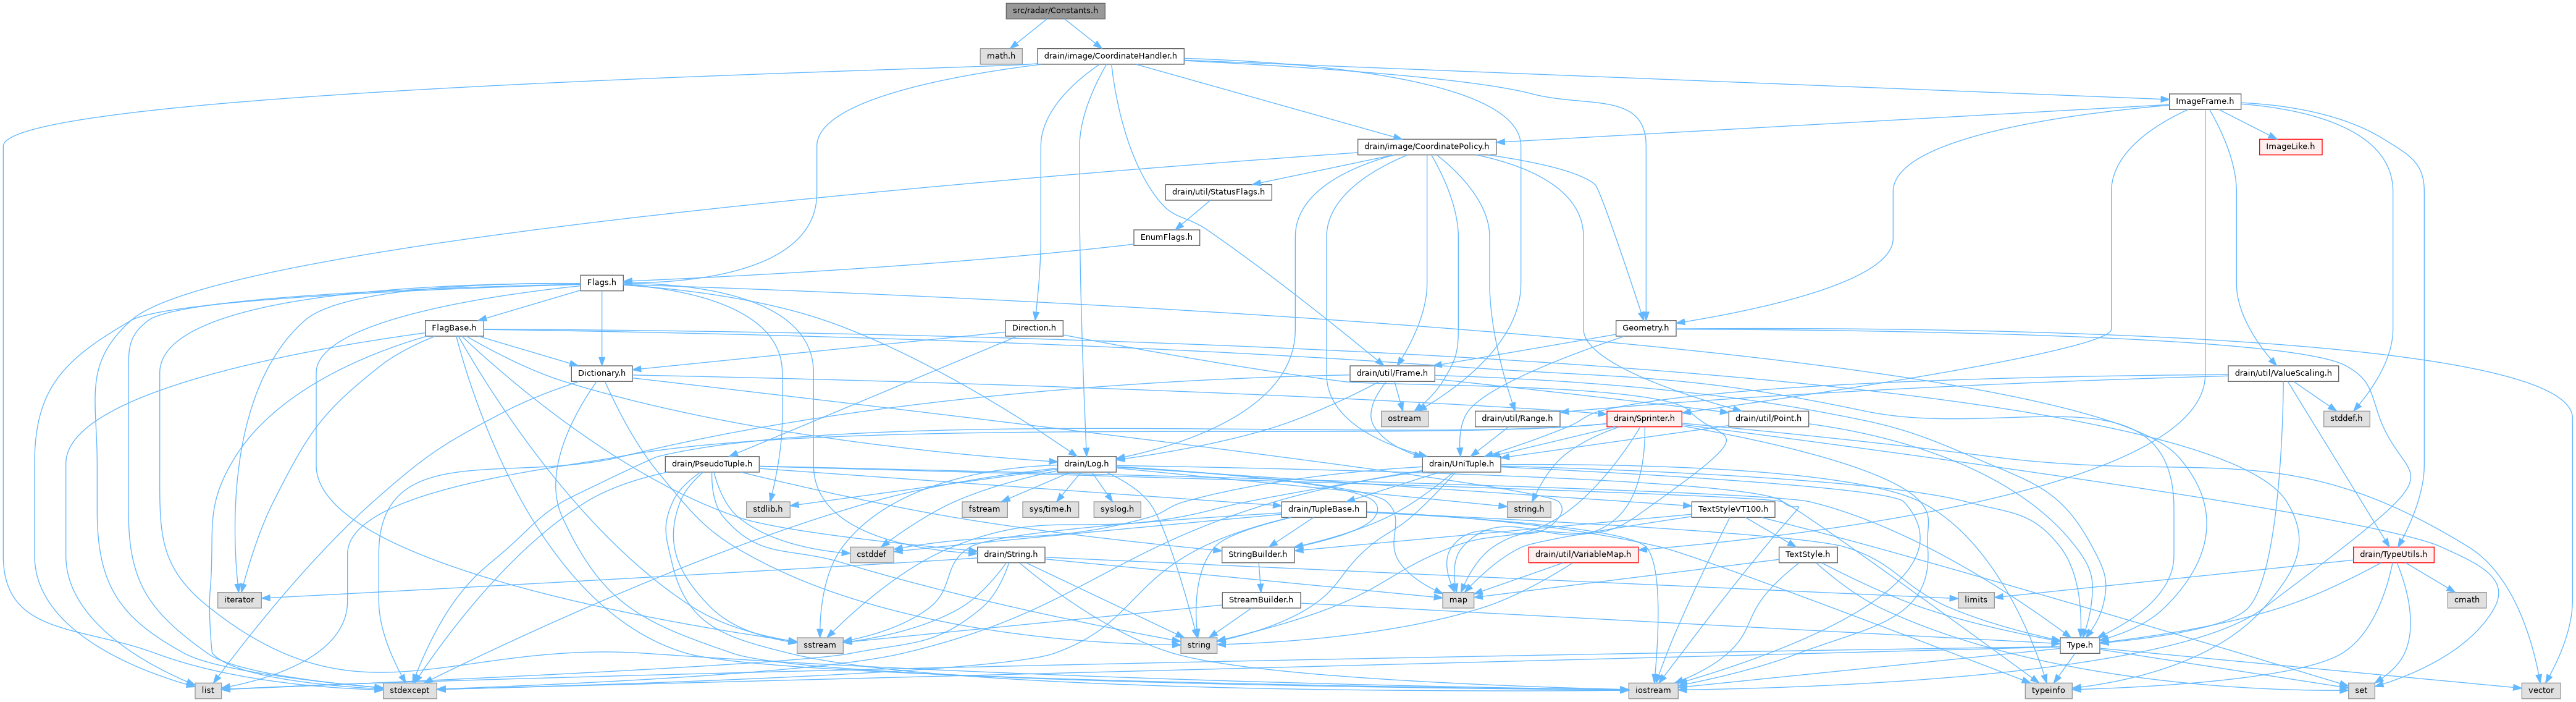 src/radar/Constants.h
math.h
drain/image/CoordinateHandler.h
ImageFrame.h
drain/image/CoordinatePolicy.h
ImageLike.h
drain/util/StatusFlags.h
EnumFlags.h
Flags.h
FlagBase.h
Direction.h
Geometry.h
Dictionary.h
drain/util/Frame.h
drain/util/ValueScaling.h
ostream
drain/util/Range.h
drain/Sprinter.h
drain/util/Point.h
stddef.h
drain/PseudoTuple.h
drain/Log.h
drain/UniTuple.h
stdlib.h
fstream
sys/time.h
syslog.h
drain/TupleBase.h
string.h
TextStyleVT100.h
cstddef
drain/String.h
StringBuilder.h
drain/util/VariableMap.h
TextStyle.h
drain/TypeUtils.h
iterator
StreamBuilder.h
map
limits
cmath
sstream
string
Type.h
list
stdexcept
iostream
typeinfo
set
vector